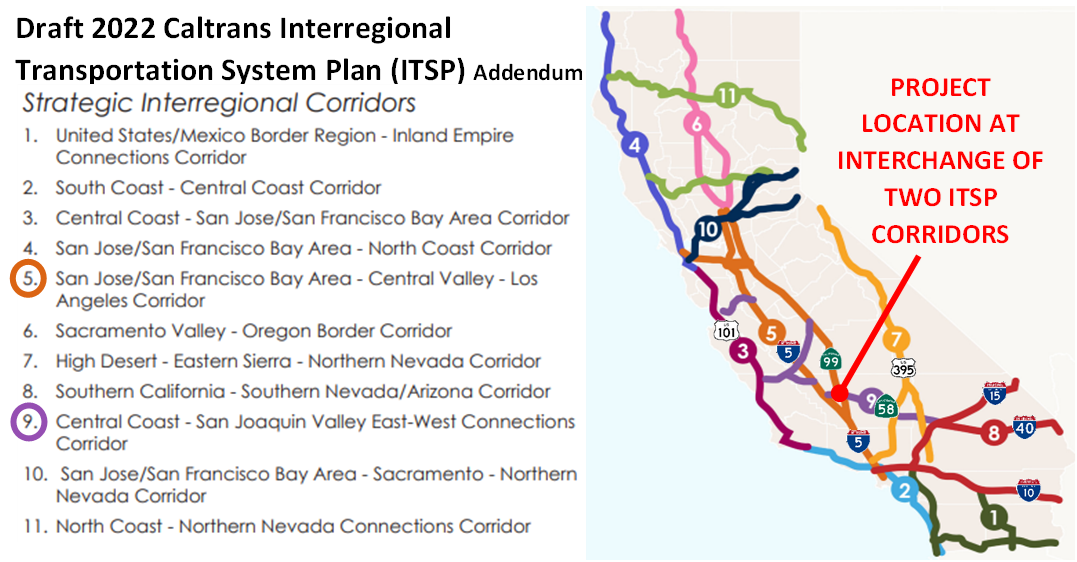 Draft 2022 Caltrans Interregional
Transportation System Plan (ITSP) Addendum
Strategic Interregional Corridors
1. United States/Mexico Border Region - Inland Empire
Connections Corridor
2. South Coast - Central Coast Corridor
3. Central Coast - San Jose/San Francisco Bay Area Corridor
4. San Jose/San Francisco Bay Area - North Coast Corridor
5. San Jose/San Francisco Bay Area - Central Valley - Los
Angeles Corridor
6. Sacramento Valley - Oregon Border Corridor
7. High Desert - Eastern Sierra - Northern Nevada Corridor
8. Southern California - Southern Nevada/Arizona Corridor
9. Central Coast - San Joaquin Valley East-West Connections
Corridor
10. San Jose/San Francisco Bay Area - Sacramento - Northern
Nevada Corridor
11. North Coast - Northern Nevada Connections Corridor
PROJECT
LOCATION AT
INTERCHANGE OF
TWO ITSP
CORRIDORS
11
6
4
10
101
5
5
3
99
7
US
395
9
58
15
8
40
5
2
10
1